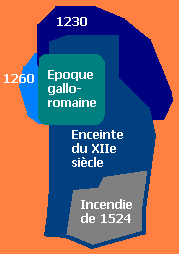 1230
1260
Epoque
gallo-
romaine
Enceinte
du XIIe
siècle
Incendie
de 1524